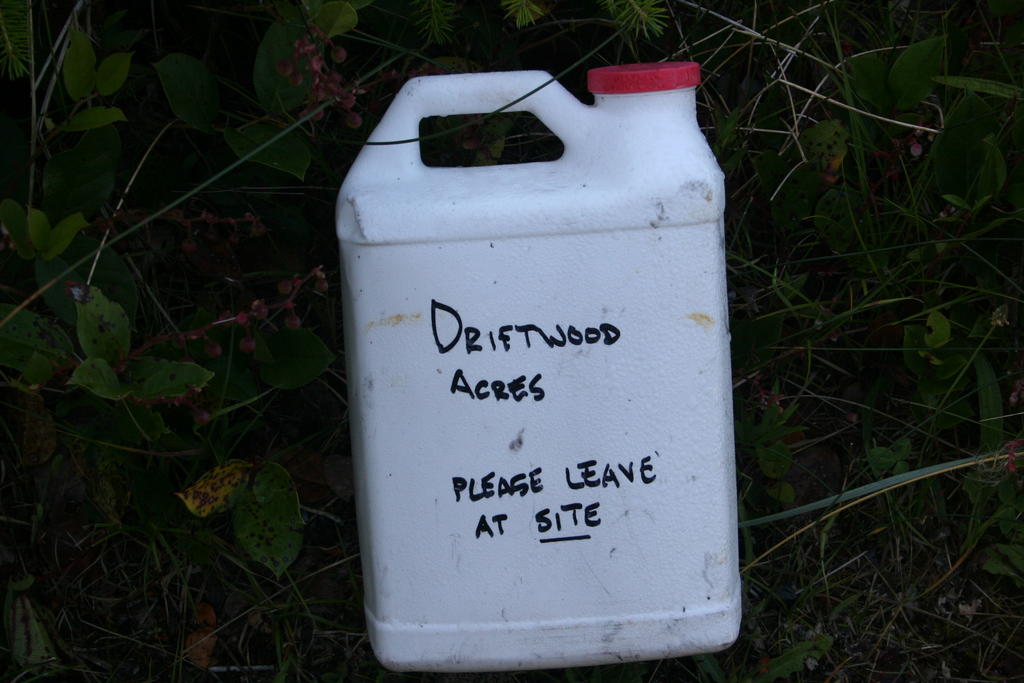 DRIFTWOOD
ACRES
PLEASE LEAVE
AT SITE